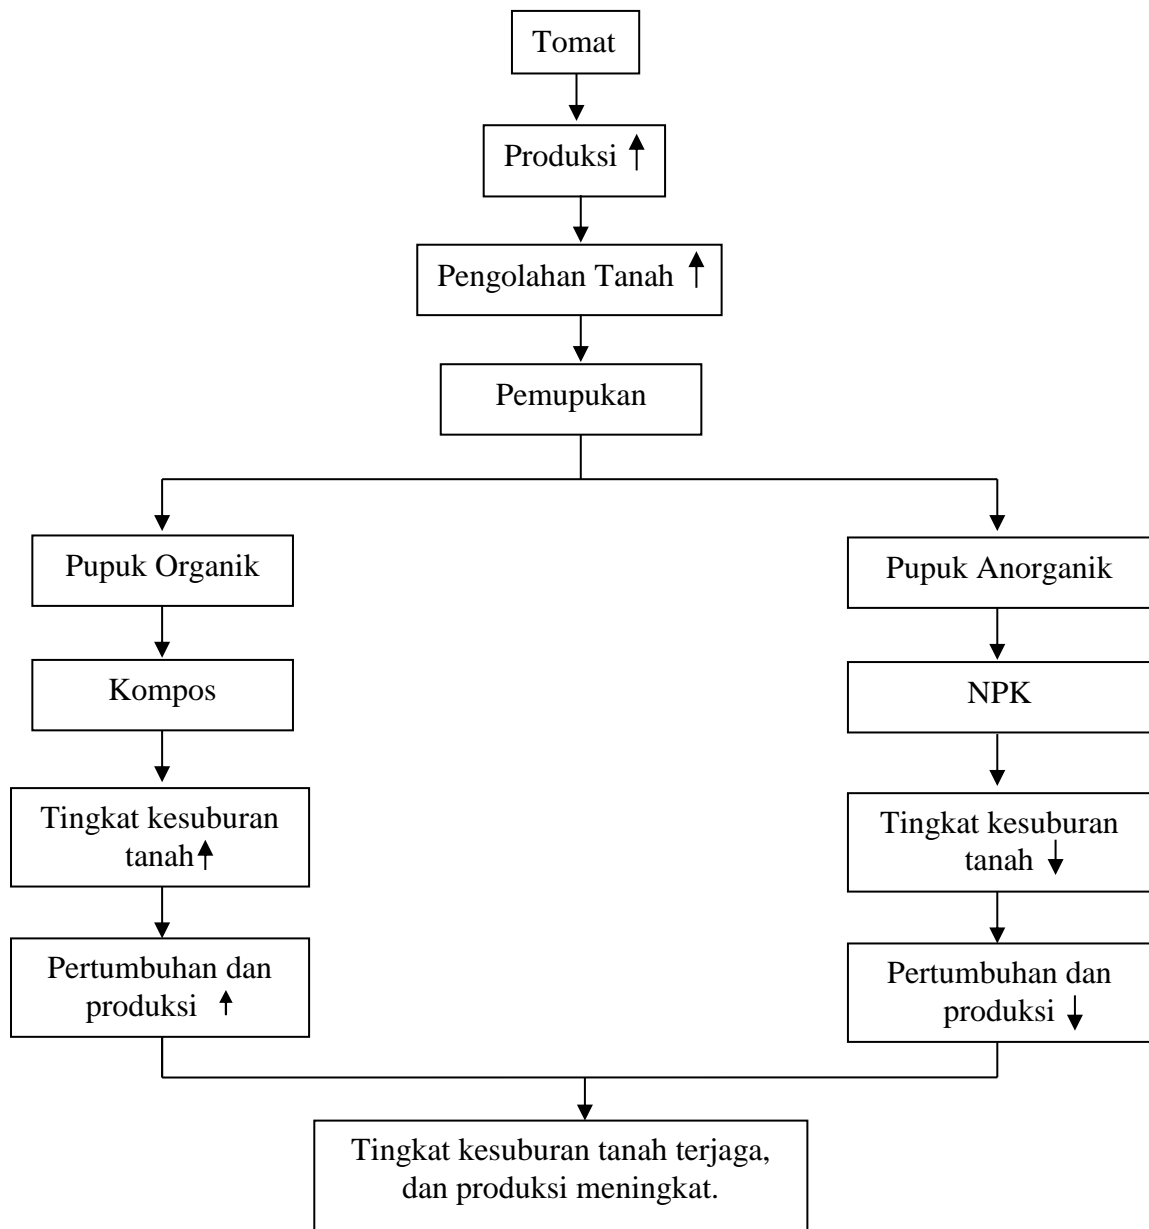 Tomat
Produksi
Pengolahan Tanah
Pemupukan
Pupuk Organik
Pupuk Anorganik
Kompos
NPK
Tingkat kesuburan
tanah
Tingkat kesuburan
tanah
Pertumbuhan dan
produksi
Pertumbuhan dan
produksi
Tingkat kesuburan tanah terjaga,
dan produksi meningkat.